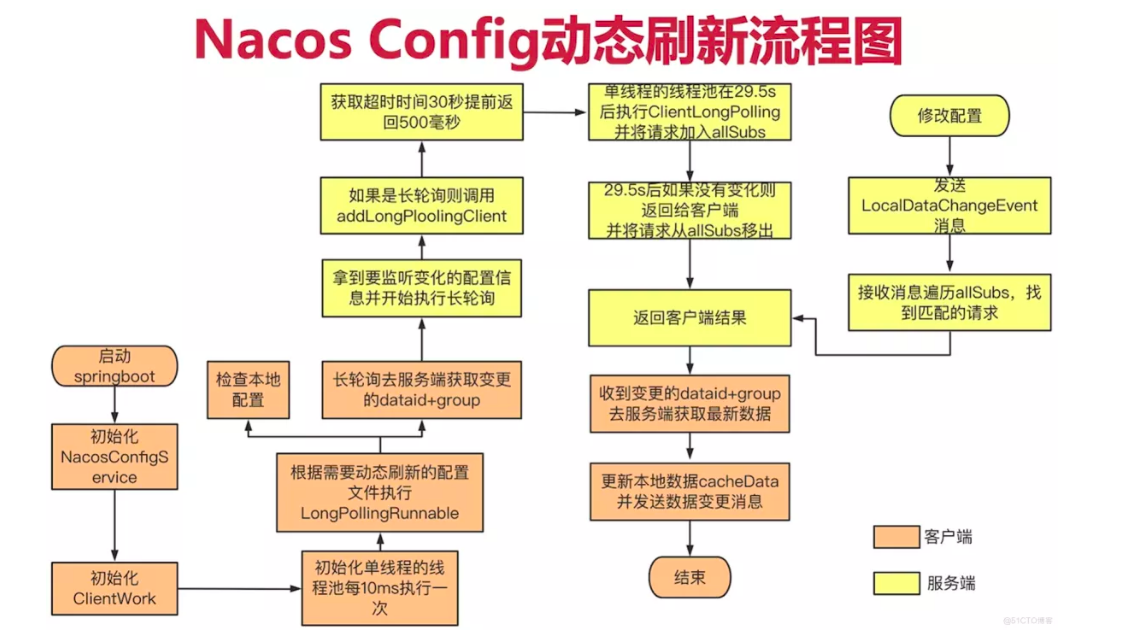 Nacos Config动态刷新流程图
获取超时时间30秒提前返
回500毫秒
单线程的线程池在29.5s
后执行ClientLongPolling
并将请求加入allSubs
修改配置
如果是长轮询则调用
addLongPloolingClient
29.5s后如果没有变化则
返回给客户端
并将请求从allSubs移出
发送
LocalDataChangeEvent
消息
拿到要监听变化的配置信
息并开始执行长轮询
返回客户端结果
接收消息遍历allSubs，找
到匹配的请求
启动
springboot
检查本地
配置
长轮询去服务端获取变更
的dataid+group
收到变更的dataid+group
去服务端获取最新数据
初始化
NacosConfigS
ervice
根据需要动态刷新的配置
文件执行
LongPollingRunnable
更新本地数据cacheData
并发送数据变更消息
初始化
ClientWork
初始化单线程的线
程池每10ms执行一
次
结束
客户端
服务端
@51CTO博客